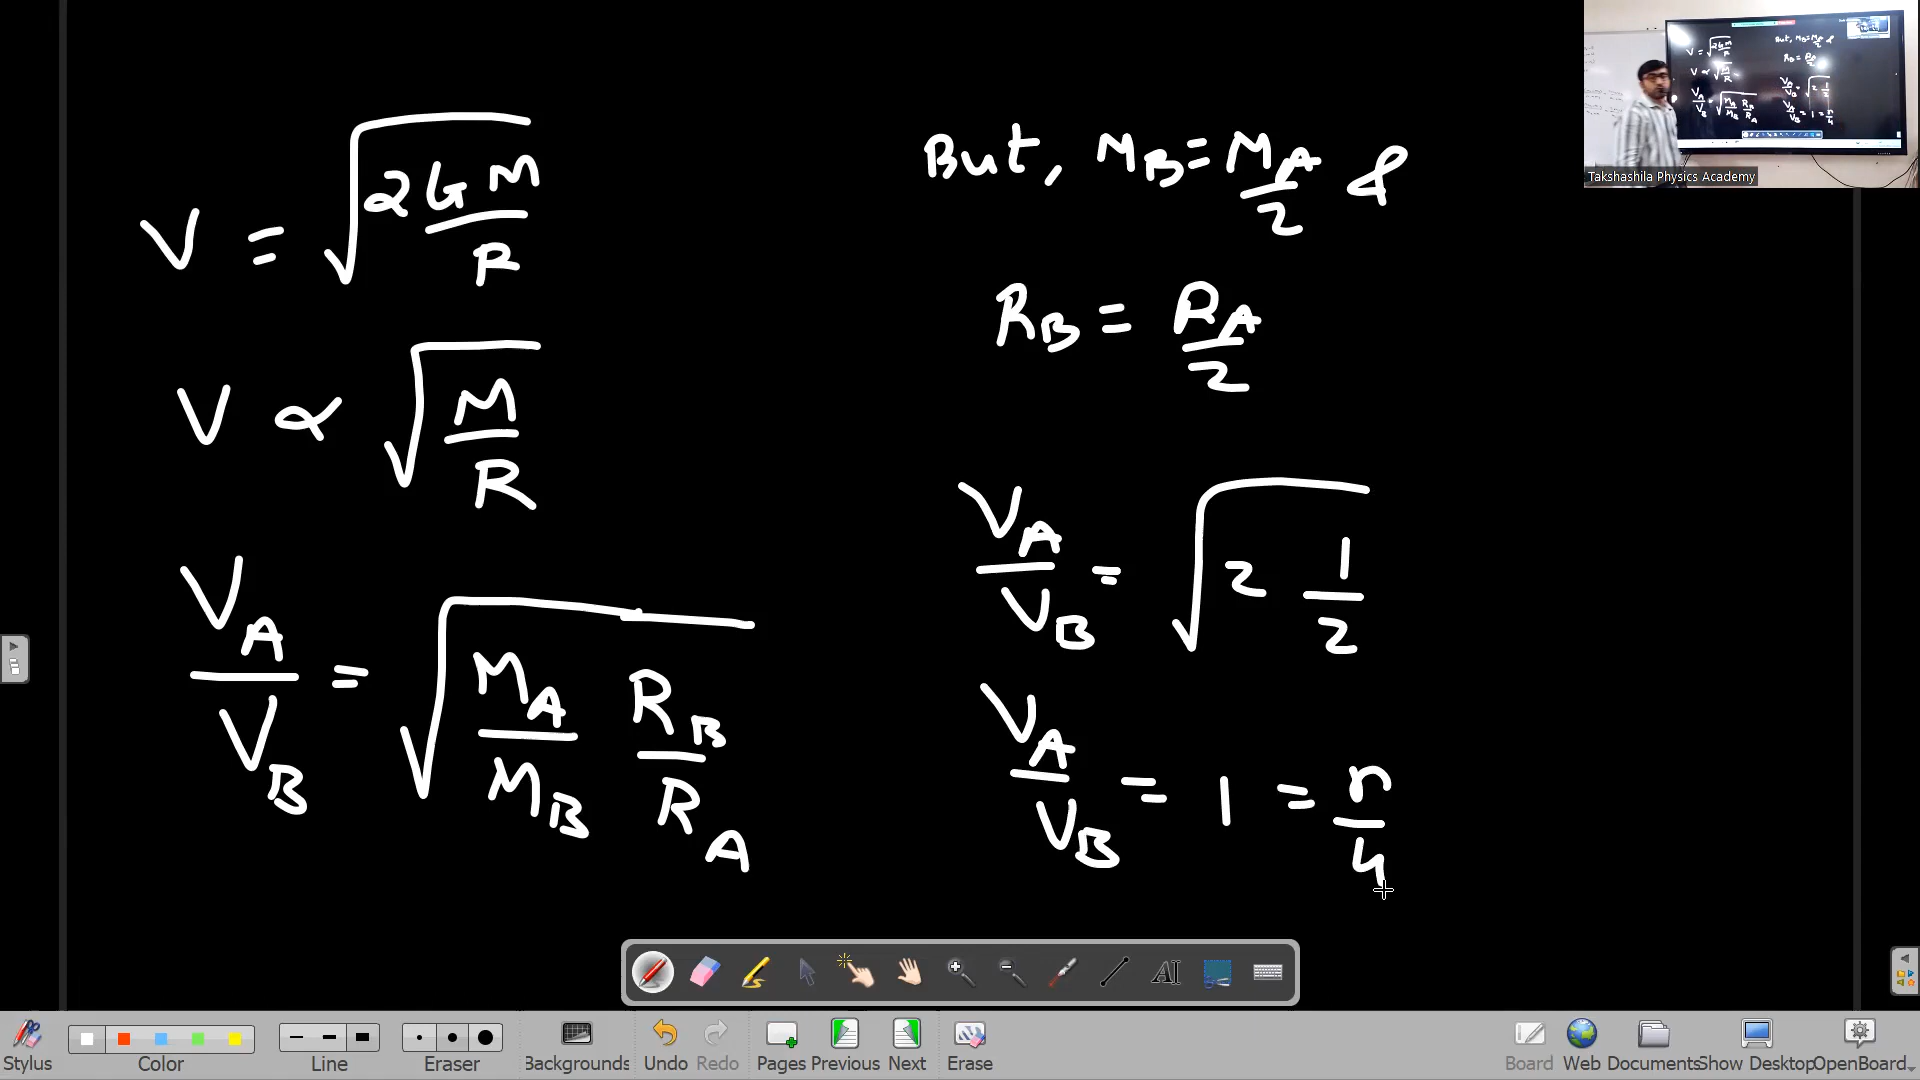 V = √(2GM/R)
V ∝ √(M/R)
V_A/V_B = √(M_A/M_B R_B/R_A)
But, M_B = M_A/2 &
R_B = R_A/2
V_A/V_B = √(2 1/2)
V_A/V_B = 1 = n/4
Takshashila Physics Academy
Stylus
Color
Line
Eraser
Backgrounds
Undo
Redo
Pages
Previous
Next
Erase
Board
Web
Documents
Show Desktop
OpenBoard
AI